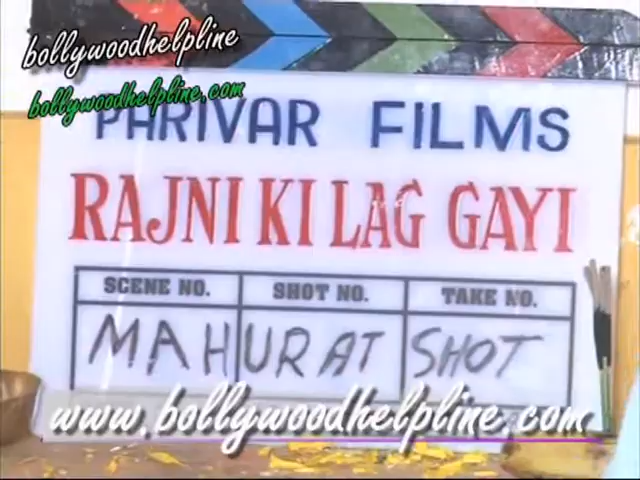 bollywoodhelpline
bollywoodhelpline.com
PARIVAR FILMS
RAJNI KI LAG GAYI
SCENE NO. SHOT NO. TAKE NO.
MAHURAT SHOT
www.bollywoodhelpline.com